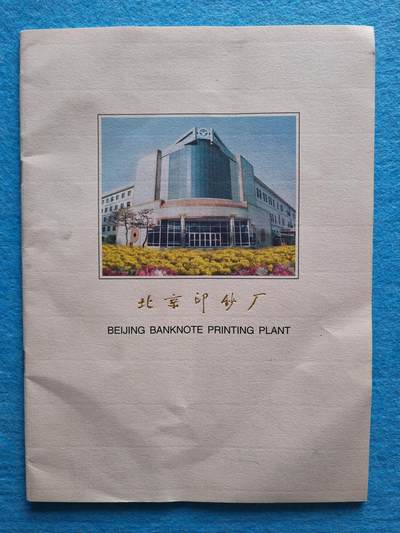 北京印钞厂
BEIJING BANKNOTE PRINTING PLANT